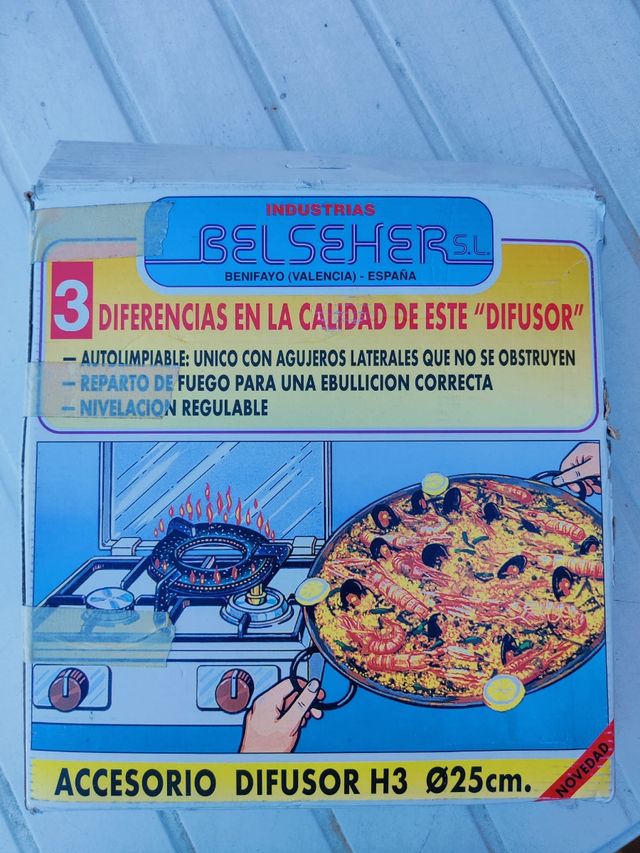 INDUSTRIAS
BELSEHER S.L.
BENIFAYO (VALENCIA) - ESPAÑA
3 DIFERENCIAS EN LA CALIDAD DE ESTE "DIFUSOR"
– AUTOLIMPIABLE: UNICO CON AGUJEROS LATERALES QUE NO SE OBSTRUYEN
– REPARTO DE FUEGO PARA UNA EBULLICION CORRECTA
– NIVELACION REGULABLE
ACCESORIO DIFUSOR H3 Ø25cm.
NOVEDAD